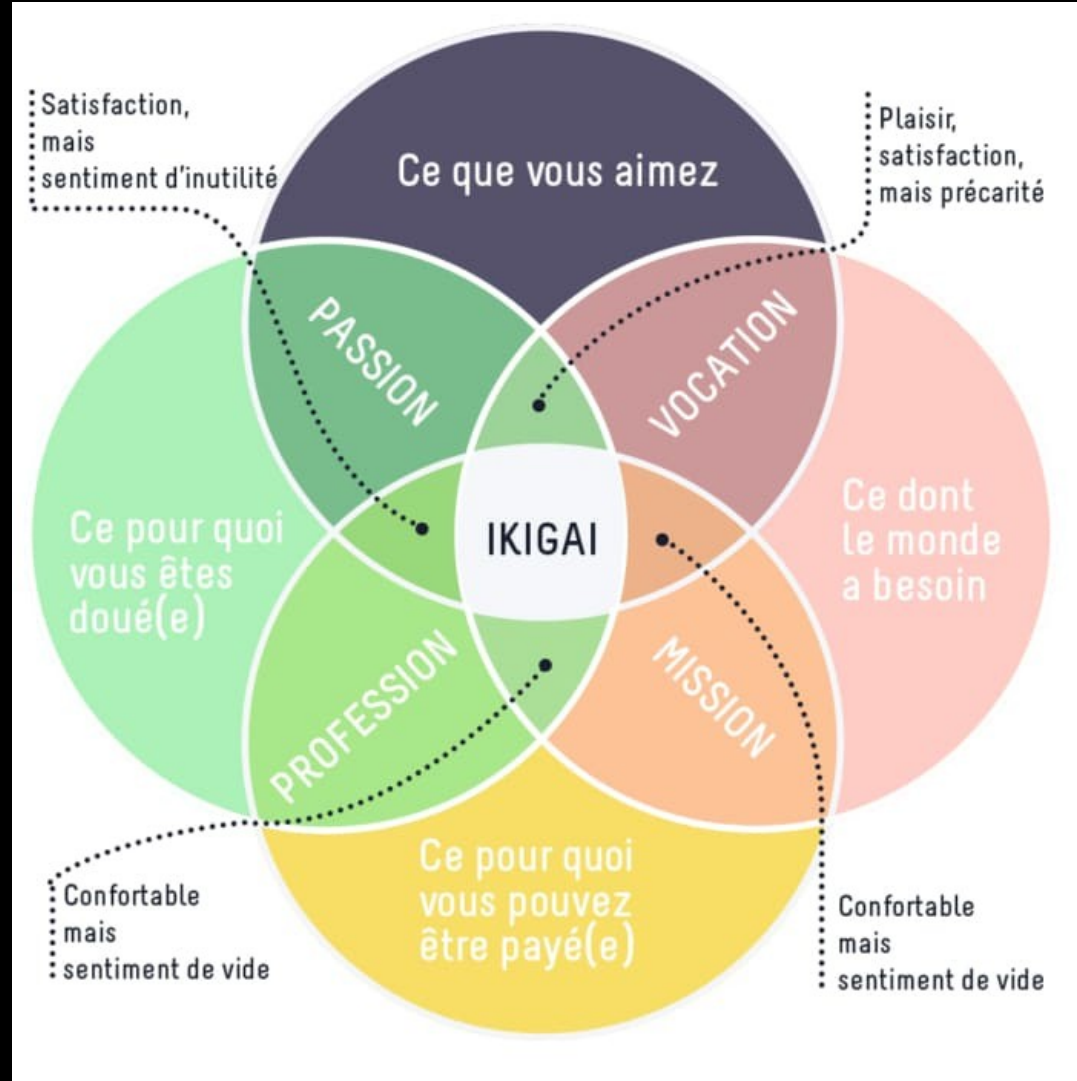 Satisfaction,
mais
sentiment d'inutilité
Plaisir,
satisfaction,
mais précarité
Ce que vous aimez
PASSION
VOCATION
Ce pour quoi
vous êtes
doué(e)
IKIGAI
Ce dont
le monde
a besoin
PROFESSION
MISSION
Ce pour quoi
vous pouvez
être payé(e)
Confortable
mais
sentiment de vide
Confortable
mais
sentiment de vide